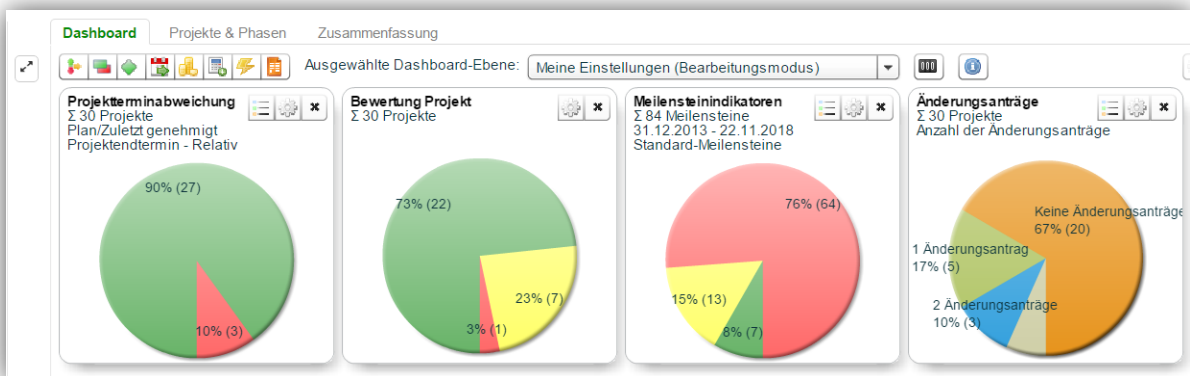 Dashboard
Projekte & Phasen
Zusammenfassung
Ausgewählte Dashboard-Ebene:
Meine Einstellungen (Bearbeitungsmodus)
Projektterminabweichung
Σ 30 Projekte
Plan/Zuletzt genehmigt
Projektendtermin - Relativ
90% (27)
10% (3)
Bewertung Projekt
Σ 30 Projekte
73% (22)
23% (7)
3% (1)
Meilensteinindikatoren
Σ 84 Meilensteine
31.12.2013 - 22.11.2018
Standard-Meilensteine
76% (64)
15% (13)
8% (7)
Änderungsanträge
Σ 30 Projekte
Anzahl der Änderungsanträge
Keine Änderungsanträge
67% (20)
1 Änderungsantrag
17% (5)
2 Änderungsanträge
10% (3)